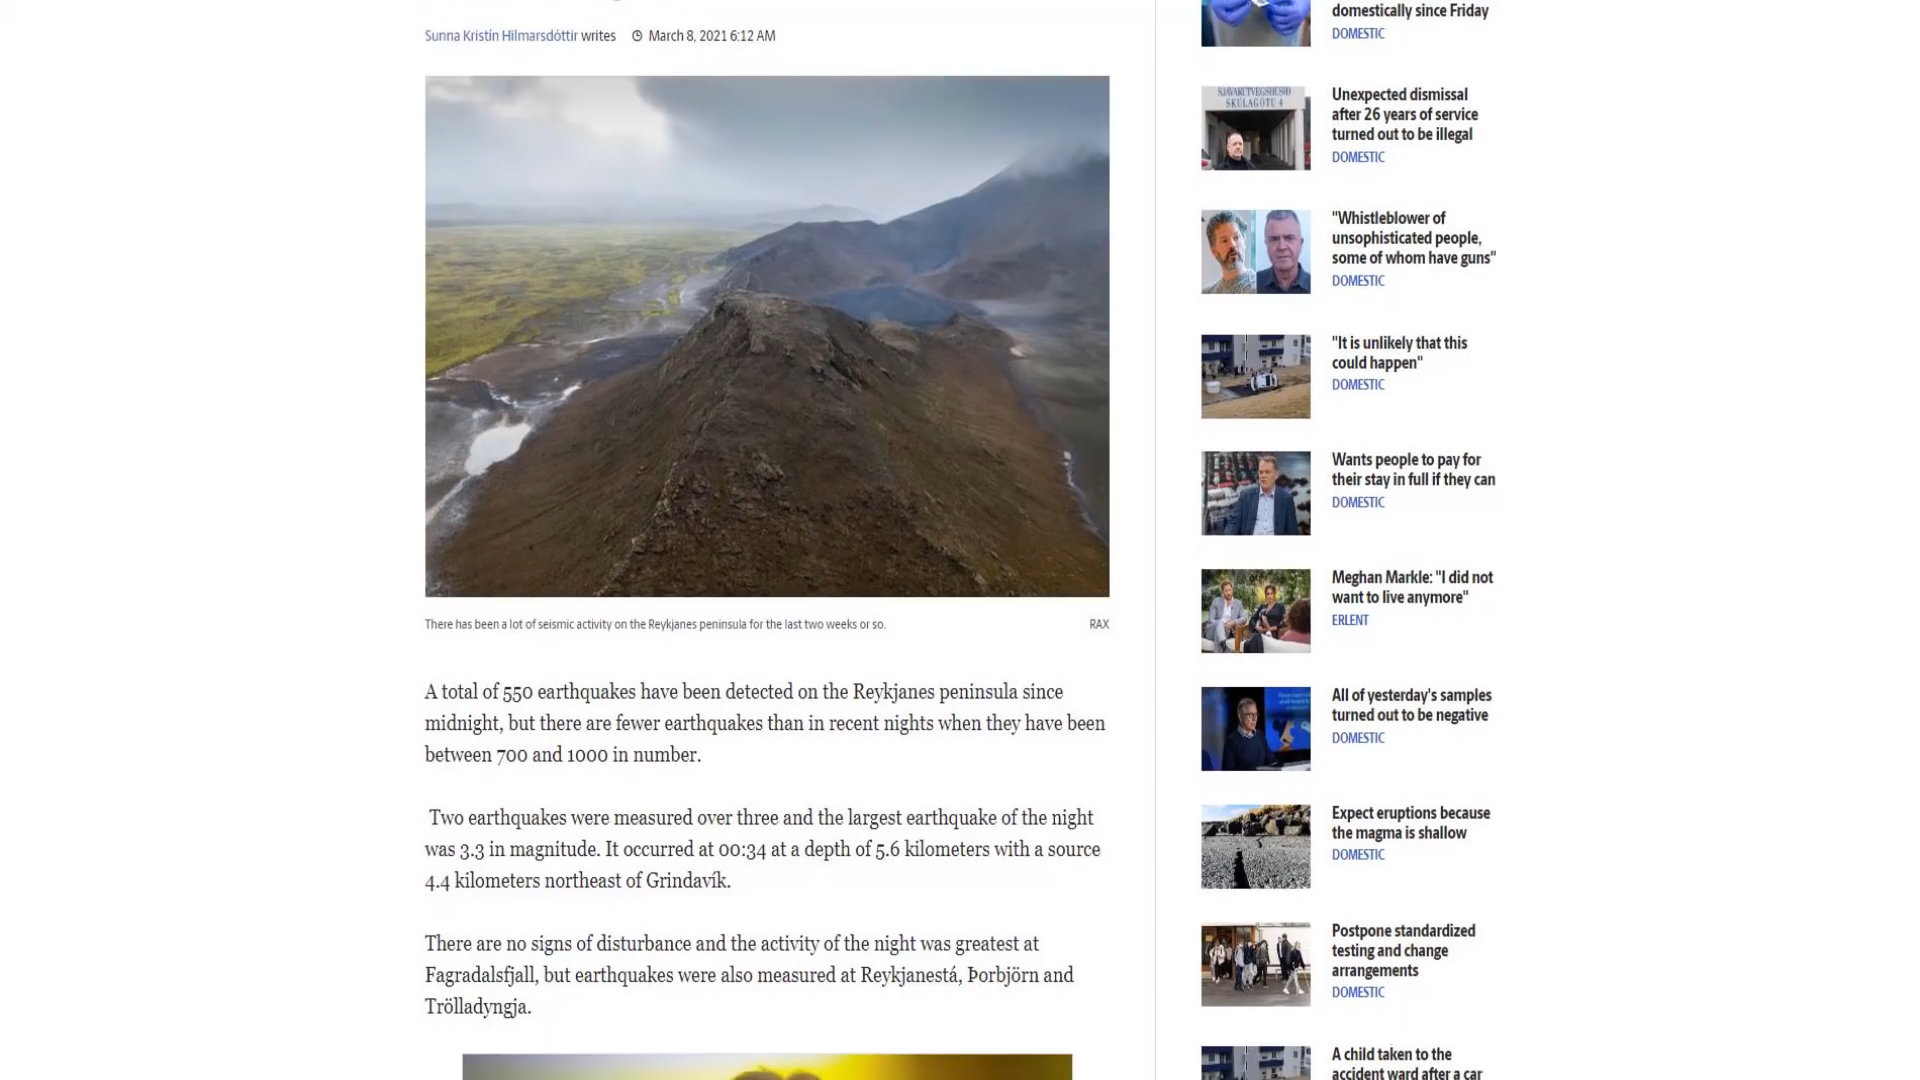 Sunna Kristín Hilmarsdóttir writes March 8, 2021 6:12 AM
There has been a lot of seismic activity on the Reykjanes peninsula for the last two weeks or so. RAX
A total of 550 earthquakes have been detected on the Reykjanes peninsula since
midnight, but there are fewer earthquakes than in recent nights when they have been
between 700 and 1000 in number.
Two earthquakes were measured over three and the largest earthquake of the night
was 3.3 in magnitude. It occurred at 00:34 at a depth of 5.6 kilometers with a source
4.4 kilometers northeast of Grindavík.
There are no signs of disturbance and the activity of the night was greatest at
Fagradalsfjall, but earthquakes were also measured at Reykjanestá, Þorbjörn and
Trölladyngja.
domestically since Friday
DOMESTIC
SJÁVARÚTVEGSHÚSIÐ
SKÚLAGÖTU 4
Unexpected dismissal
after 26 years of service
turned out to be illegal
DOMESTIC
"Whistleblower of
unsophisticated people,
some of whom have guns"
DOMESTIC
"It is unlikely that this
could happen"
DOMESTIC
Wants people to pay for
their stay in full if they can
DOMESTIC
Meghan Markle: "I did not
want to live anymore"
ERLENT
All of yesterday's samples
turned out to be negative
DOMESTIC
Expect eruptions because
the magma is shallow
DOMESTIC
Postpone standardized
testing and change
arrangements
DOMESTIC
A child taken to the
accident ward after a car